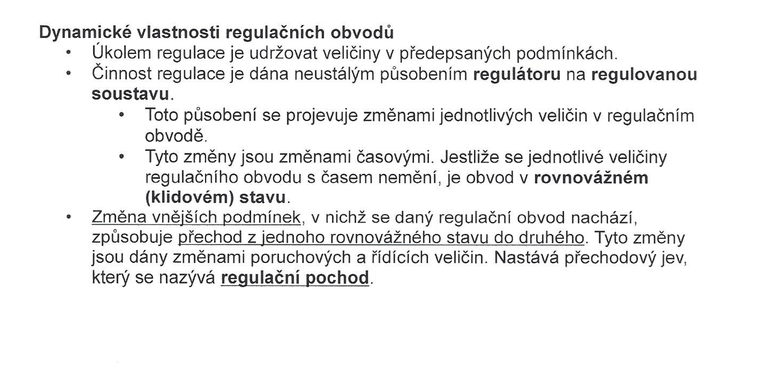 Dynamické vlastnosti regulačních obvodů
• Úkolem regulace je udržovat veličiny v předepsaných podmínkách.
• Činnost regulace je dána neustálým působením regulátoru na regulovanou
soustavu.
• Toto působení se projevuje změnami jednotlivých veličin v regulačním
obvodě.
• Tyto změny jsou změnami časovými. Jestliže se jednotlivé veličiny
regulačního obvodu s časem nemění, je obvod v rovnovážném
(klidovém) stavu.
• Změna vnějších podmínek, v nichž se daný regulační obvod nachází,
způsobuje přechod z jednoho rovnovážného stavu do druhého. Tyto změny
jsou dány změnami poruchových a řídících veličin. Nastává přechodový jev,
který se nazývá regulační pochod.